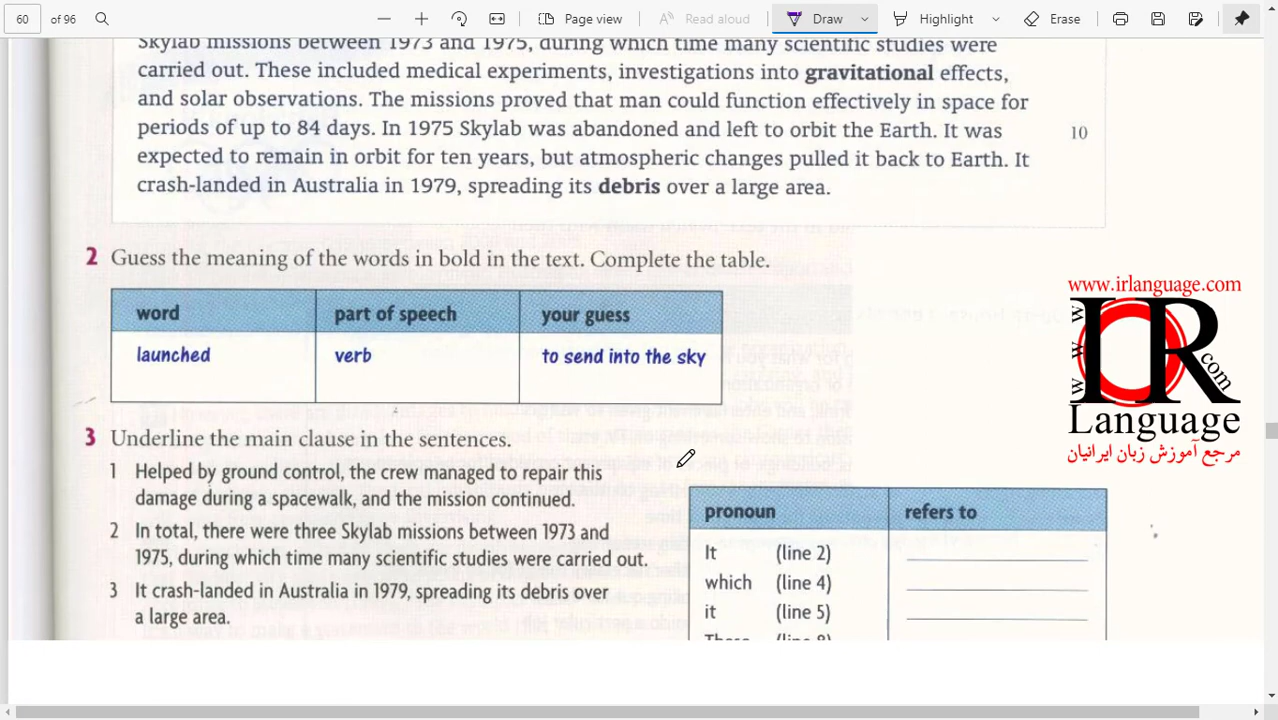 60 of 96 Page view Read aloud Draw Highlight Erase
Skylab missions between 1973 and 1975, during which time many scientific studies were
carried out. These included medical experiments, investigations into gravitational effects,
and solar observations. The missions proved that man could function effectively in space for
periods of up to 84 days. In 1975 Skylab was abandoned and left to orbit the Earth. It was 10
expected to remain in orbit for ten years, but atmospheric changes pulled it back to Earth. It
crash-landed in Australia in 1979, spreading its debris over a large area.
2 Guess the meaning of the words in bold in the text. Complete the table.
word part of speech your guess
launched verb to send into the sky
3 Underline the main clause in the sentences.
1 Helped by ground control, the crew managed to repair this
damage during a spacewalk, and the mission continued.
2 In total, there were three Skylab missions between 1973 and
1975, during which time many scientific studies were carried out.
3 It crash-landed in Australia in 1979, spreading its debris over
a large area.
pronoun refers to
It (line 2)
which (line 4)
it (line 5)
These (line 8)
www.irlanguage.com
WWW.
IR
.com
Language
مرجع آموزش زبان ایرانیان